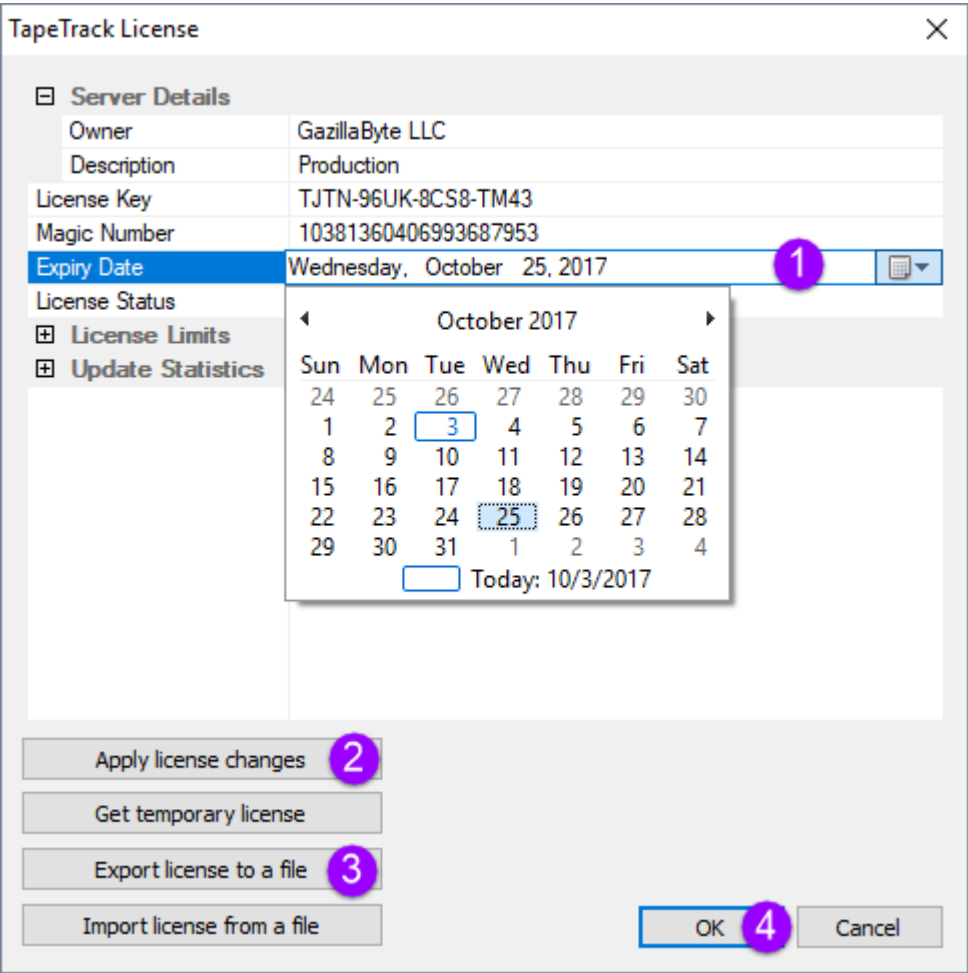 TapeTrack License
Server Details
Owner GazillaByte LLC
Description Production
License Key TJTN-96UK-8CS8-TM43
Magic Number 10381360406993687953
Expiry Date Wednesday, October 25, 2017 1
License Status
License Limits
Update Statistics
October 2017
Sun Mon Tue Wed Thu Fri Sat
24 25 26 27 28 29 30
1 2 3 4 5 6 7
8 9 10 11 12 13 14
15 16 17 18 19 20 21
22 23 24 25 26 27 28
29 30 31 1 2 3 4
Today: 10/3/2017
Apply license changes 2
Get temporary license
Export license to a file 3
Import license from a file
OK 4 Cancel